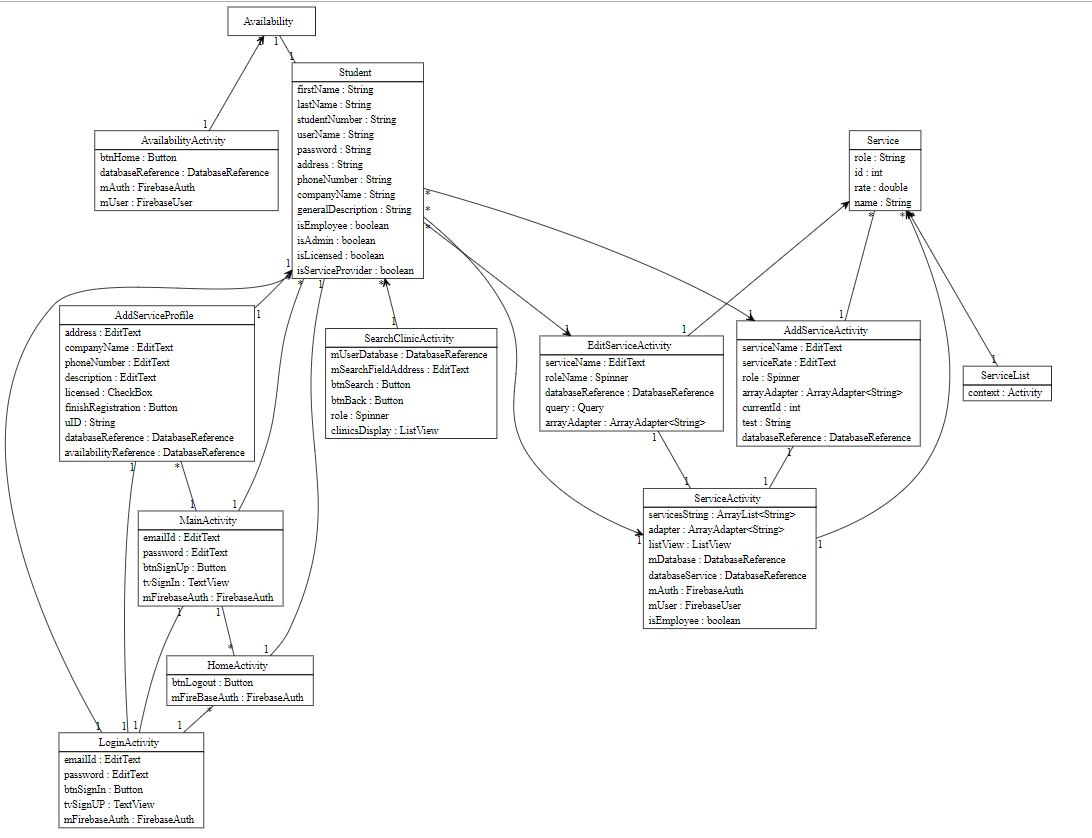 Availability
1
1
1
Student
firstName : String
lastName : String
studentNumber : String
userName : String
password : String
address : String
phoneNumber : String
companyName : String
generalDescription : String
isEmployee : boolean
isAdmin : boolean
isLicensed : boolean
isServiceProvider : boolean
1
AvailabilityActivity
btnHome : Button
databaseReference : DatabaseReference
mAuth : FirebaseAuth
mUser : FirebaseUser
Service
role : String
id : int
rate : double
name : String
*
*
*
* * *
1
* 1 *
AddServiceProfile
address : EditText
companyName : EditText
phoneNumber : EditText
description : EditText
licensed : CheckBox
finishRegistration : Button
uID : String
databaseReference : DatabaseReference
availabilityReference : DatabaseReference
1
1
SearchClinicActivity
mUserDatabase : DatabaseReference
mSearchFieldAddress : EditText
btnSearch : Button
btnBack : Button
role : Spinner
clinicsDisplay : ListView
1 1
EditServiceActivity
serviceName : EditText
roleName : Spinner
databaseReference : DatabaseReference
query : Query
arrayAdapter : ArrayAdapter<String>
1 1
AddServiceActivity
serviceName : EditText
serviceRate : EditText
role : Spinner
arrayAdapter : ArrayAdapter<String>
currentId : int
test : String
databaseReference : DatabaseReference
1
ServiceList
context : Activity
1 *
1 1
1 1
1 1
MainActivity
emailId : EditText
password : EditText
btnSignUp : Button
tvSignIn : TextView
mFirebaseAuth : FirebaseAuth
ServiceActivity
servicesString : ArrayList<String>
adapter : ArrayAdapter<String>
listView : ListView
mDatabase : DatabaseReference
databaseService : DatabaseReference
mAuth : FirebaseAuth
mUser : FirebaseUser
isEmployee : boolean
1 1
1 1
* 1
HomeActivity
btnLogout : Button
mFireBaseAuth : FirebaseAuth
*
1 1 1 1
LoginActivity
emailId : EditText
password : EditText
btnSignIn : Button
tvSignUP : TextView
mFirebaseAuth : FirebaseAuth